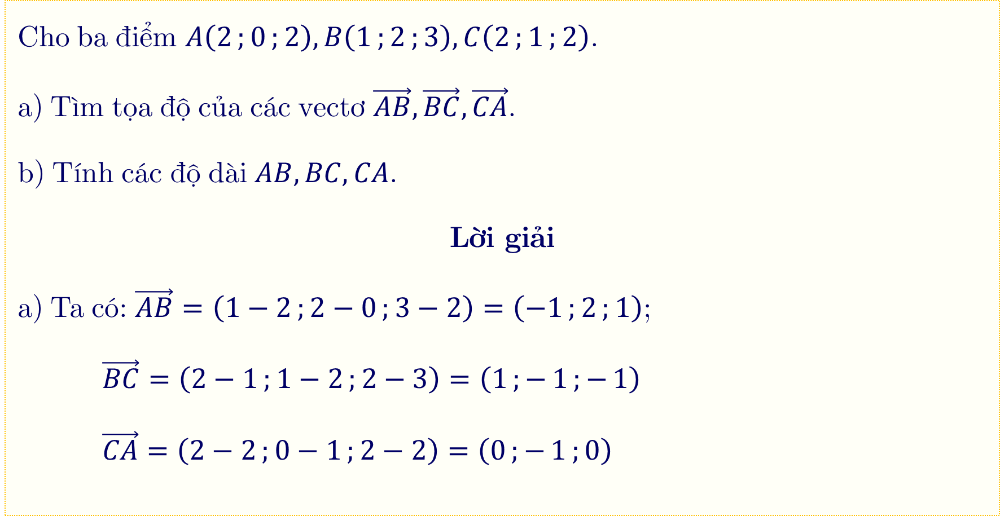 Cho ba điểm $A(2;0;2), B(1;2;3), C(2;1;2)$.
a) Tìm tọa độ của các vectơ $\overrightarrow{AB}, \overrightarrow{BC}, \overrightarrow{CA}$.
b) Tính các độ dài $AB, BC, CA$.
Lời giải
a) Ta có: $\overrightarrow{AB} = (1-2;2-0;3-2) = (-1;2;1)$;
$\overrightarrow{BC} = (2-1;1-2;2-3) = (1;-1;-1)$
$\overrightarrow{CA} = (2-2;0-1;2-2) = (0;-1;0)$